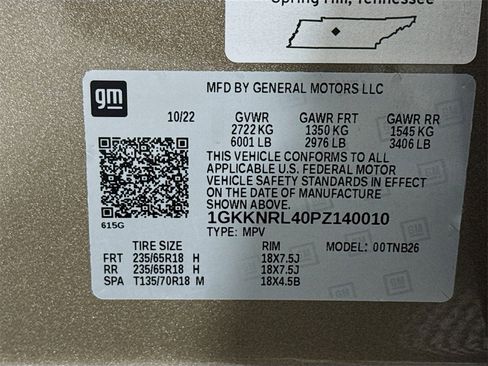 Spring Hill, Tennessee
gm
MFD BY GENERAL MOTORS LLC
10/22 GVWR GAWR FRT GAWR RR
2722 KG 1350 KG 1545 KG
6001 LB 2976 LB 3406 LB
THIS VEHICLE CONFORMS TO ALL
APPLICABLE U.S. FEDERAL MOTOR
VEHICLE SAFETY STANDARDS IN EFFECT
ON THE DATE OF MANUFACTURE
SHOWN ABOVE.
1GKKNRL40PZ140010
615G TYPE: MPV
TIRE SIZE RIM MODEL: 00TNB26
FRT 235/65R18 H 18X7.5J
RR 235/65R18 H 18X7.5J
SPA T135/70R18 M 18X4.5B